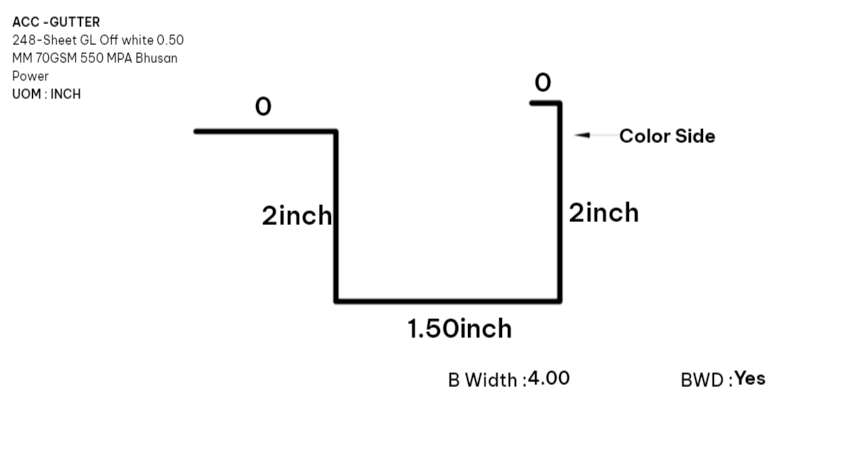 ACC -GUTTER
248-Sheet GL Off white 0.50
MM 70GSM 550 MPA Bhusan
Power
UOM : INCH
0
0
Color Side
2inch
2inch
1.50inch
B Width :4.00
BWD :Yes